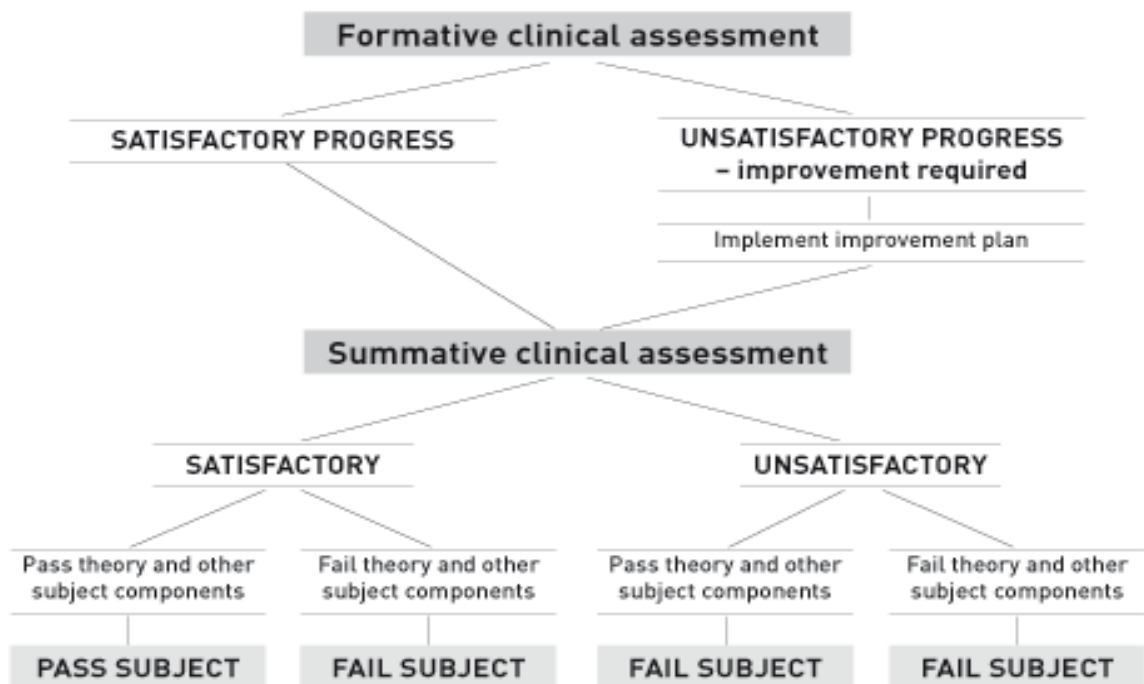 Formative clinical assessment
SATISFACTORY PROGRESS
UNSATISFACTORY PROGRESS
– improvement required
Implement improvement plan
Summative clinical assessment
SATISFACTORY
UNSATISFACTORY
Pass theory and other
subject components
Fail theory and other
subject components
Pass theory and other
subject components
Fail theory and other
subject components
PASS SUBJECT
FAIL SUBJECT
FAIL SUBJECT
FAIL SUBJECT